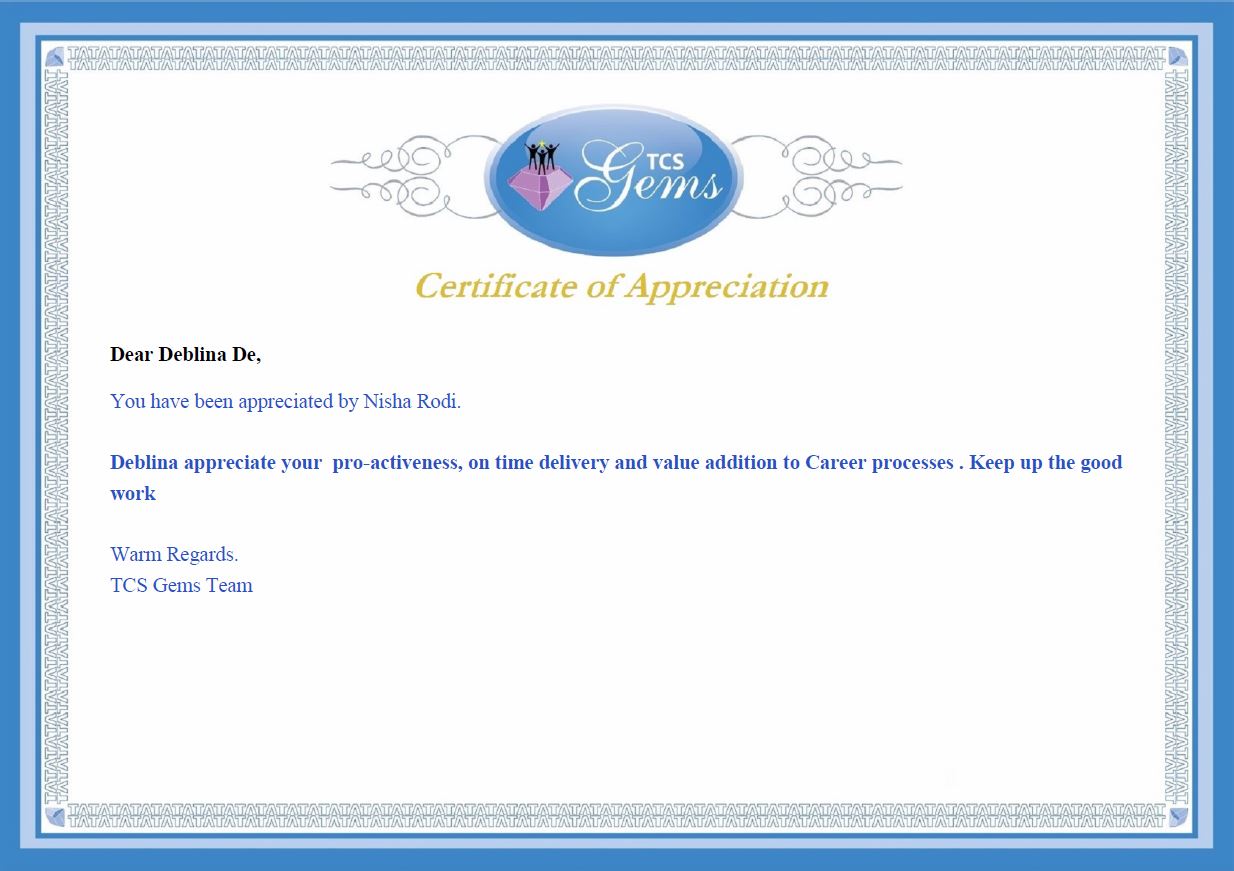 TCS
Gems
Certificate of Appreciation
Dear Deblina De,
You have been appreciated by Nisha Rodi.
Deblina appreciate your  pro-activeness, on time delivery and value addition to Career processes . Keep up the good
work
Warm Regards.
TCS Gems Team